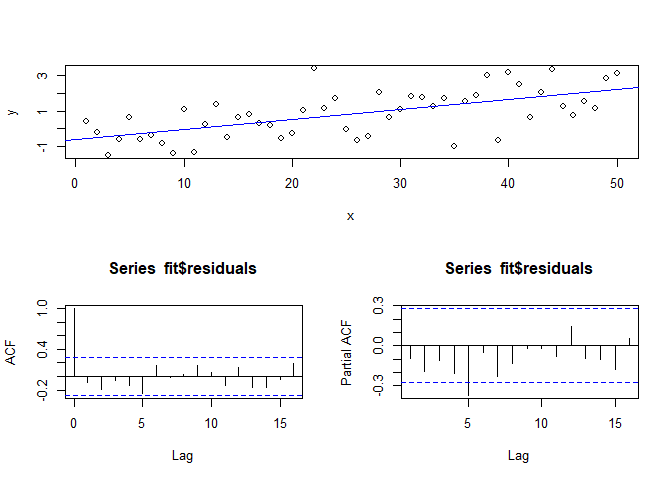 3
1
-1
y
0 10 20 30 40 50
x
Series fit$residuals
1.0
0.4
-0.2
ACF
0 5 10 15
Lag
Series fit$residuals
0.3
0.0
-0.3
Partial ACF
5 10 15
Lag